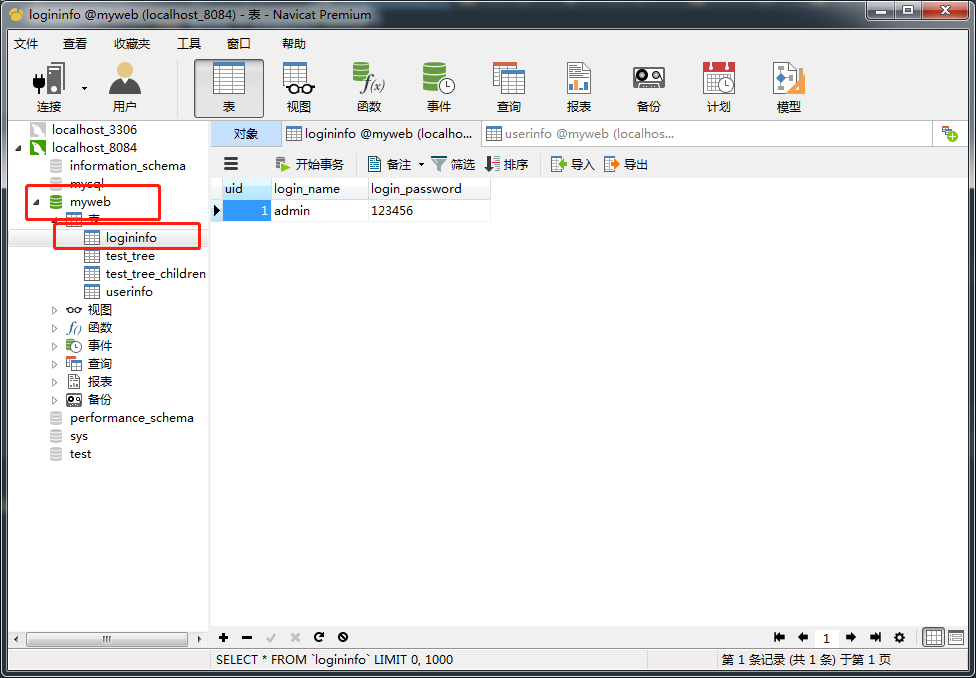 logininfo @myweb (localhost_8084) - 表 - Navicat Premium
文件 查看 收藏夹 工具 窗口 帮助
连接 用户 表 视图 函数 事件 查询 报表 备份 计划 模型
localhost_3306
localhost_8084
information_schema
mysql
myweb
表
logininfo
test_tree
test_tree_children
userinfo
视图
函数
事件
查询
报表
备份
performance_schema
sys
test
对象 logininfo @myweb (localho... userinfo @myweb (localhos...
开始事务 备注 筛选 排序 导入 导出
uid login_name login_password
1 admin 123456
1
SELECT * FROM `logininfo` LIMIT 0, 1000 第 1 条记录 (共 1 条) 于第 1 页